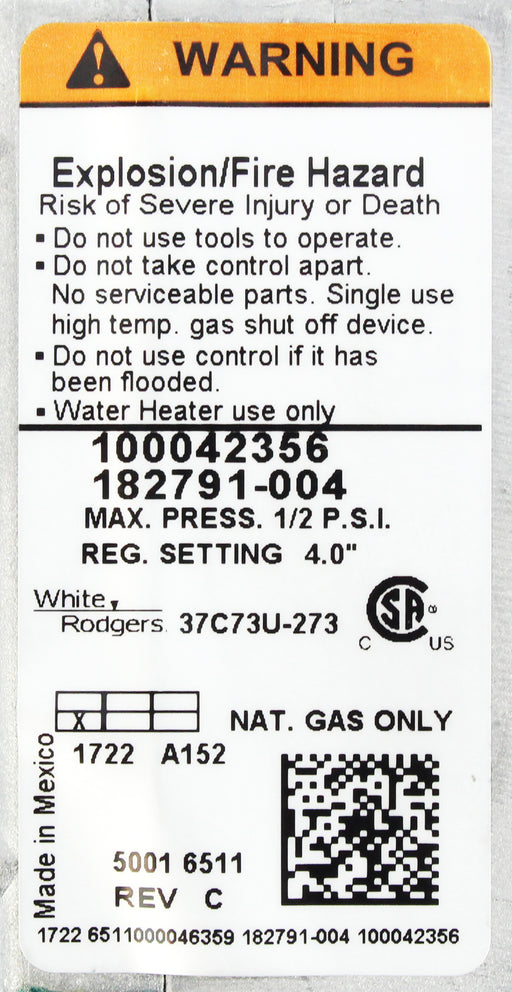 WARNING
Explosion/Fire Hazard
Risk of Severe Injury or Death
▪ Do not use tools to operate.
▪ Do not take control apart.
No serviceable parts. Single use
high temp. gas shut off device.
▪ Do not use control if it has
been flooded.
▪ Water Heater use only
100042356
182791-004
MAX. PRESS. 1/2 P.S.I.
REG. SETTING 4.0"
White
Rodgers. 37C73U-273
C SA ® US
X
NAT. GAS ONLY
1722 A152
Made in Mexico
5001 6511
REV C
1722 6511000046359 182791-004 100042356